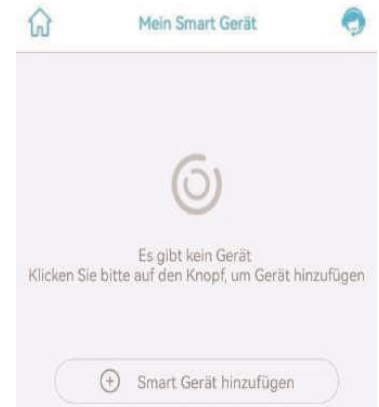 Mein Smart Gerät
Es gibt kein Gerät
Klicken Sie bitte auf den Knopf, um Gerät hinzufügen
Smart Gerät hinzufügen